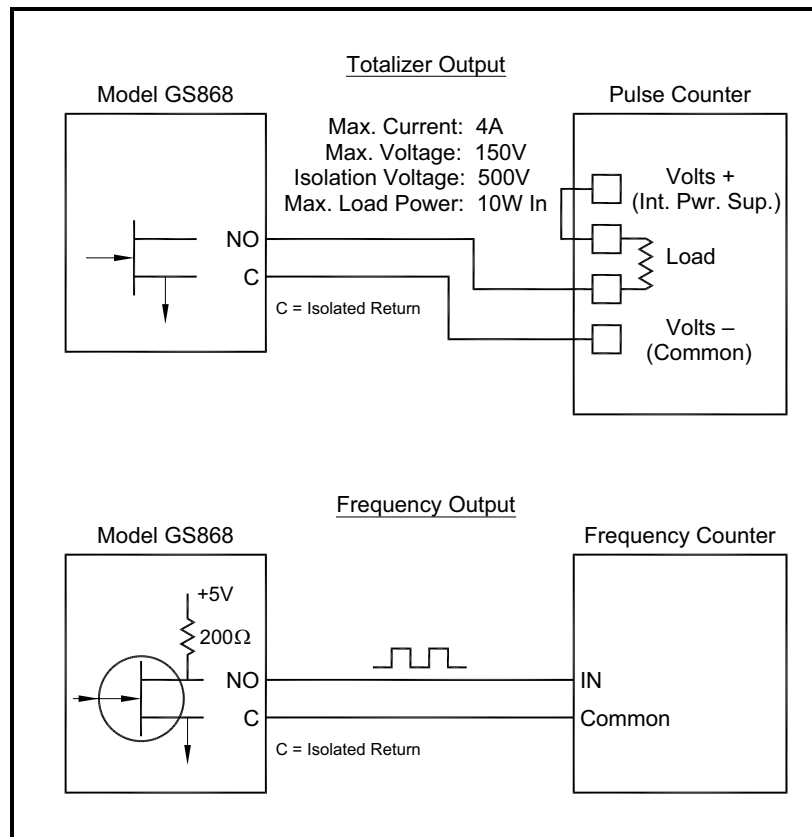 Totalizer Output
Model GS868
Pulse Counter
Max. Current: 4A
Max. Voltage: 150V
Isolation Voltage: 500V
Max. Load Power: 10W In
NO
C
C = Isolated Return
Volts +
(Int. Pwr. Sup.)
Load
Volts –
(Common)
Frequency Output
Model GS868
Frequency Counter
+5V
200Ω
NO
C
C = Isolated Return
IN
Common